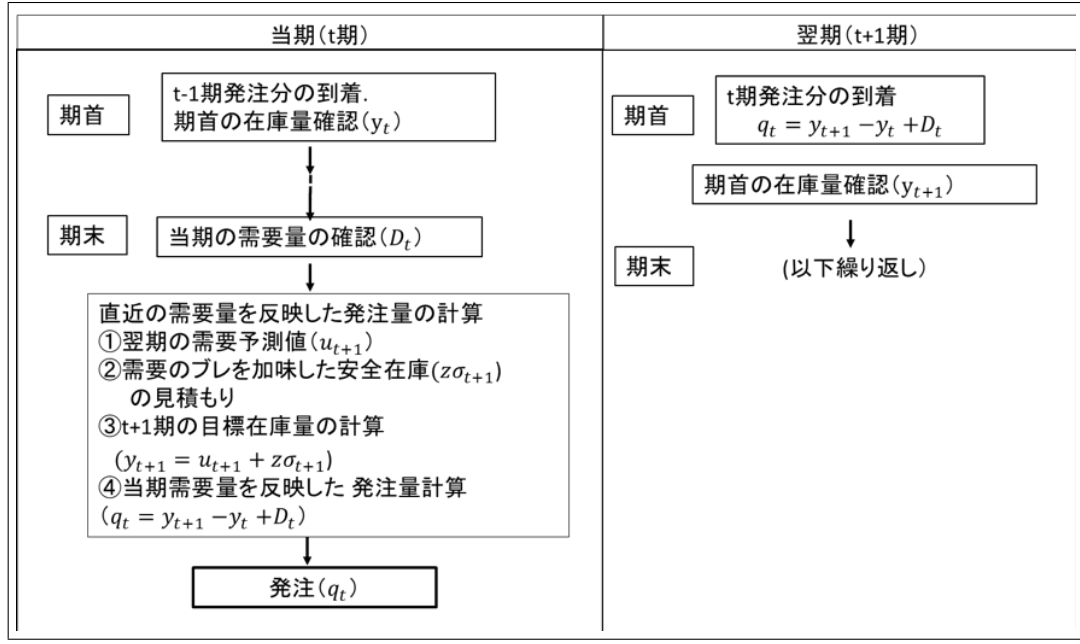 当期(t期)
期首
t-1期発注分の到着.
期首の在庫量確認(y_t)
期末
当期の需要量の確認(D_t)
直近の需要量を反映した発注量の計算
①翌期の需要予測値(u_{t+1})
②需要のブレを加味した安全在庫(zσ_{t+1})
の見積もり
③t+1期の目標在庫量の計算
(y_{t+1} = u_{t+1} + zσ_{t+1})
④当期需要量を反映した 発注量計算
(q_t = y_{t+1} − y_t + D_t)
発注(q_t)
翌期(t+1期)
期首
t期発注分の到着
q_t = y_{t+1} − y_t + D_t
期首の在庫量確認(y_{t+1})
期末
(以下繰り返し)